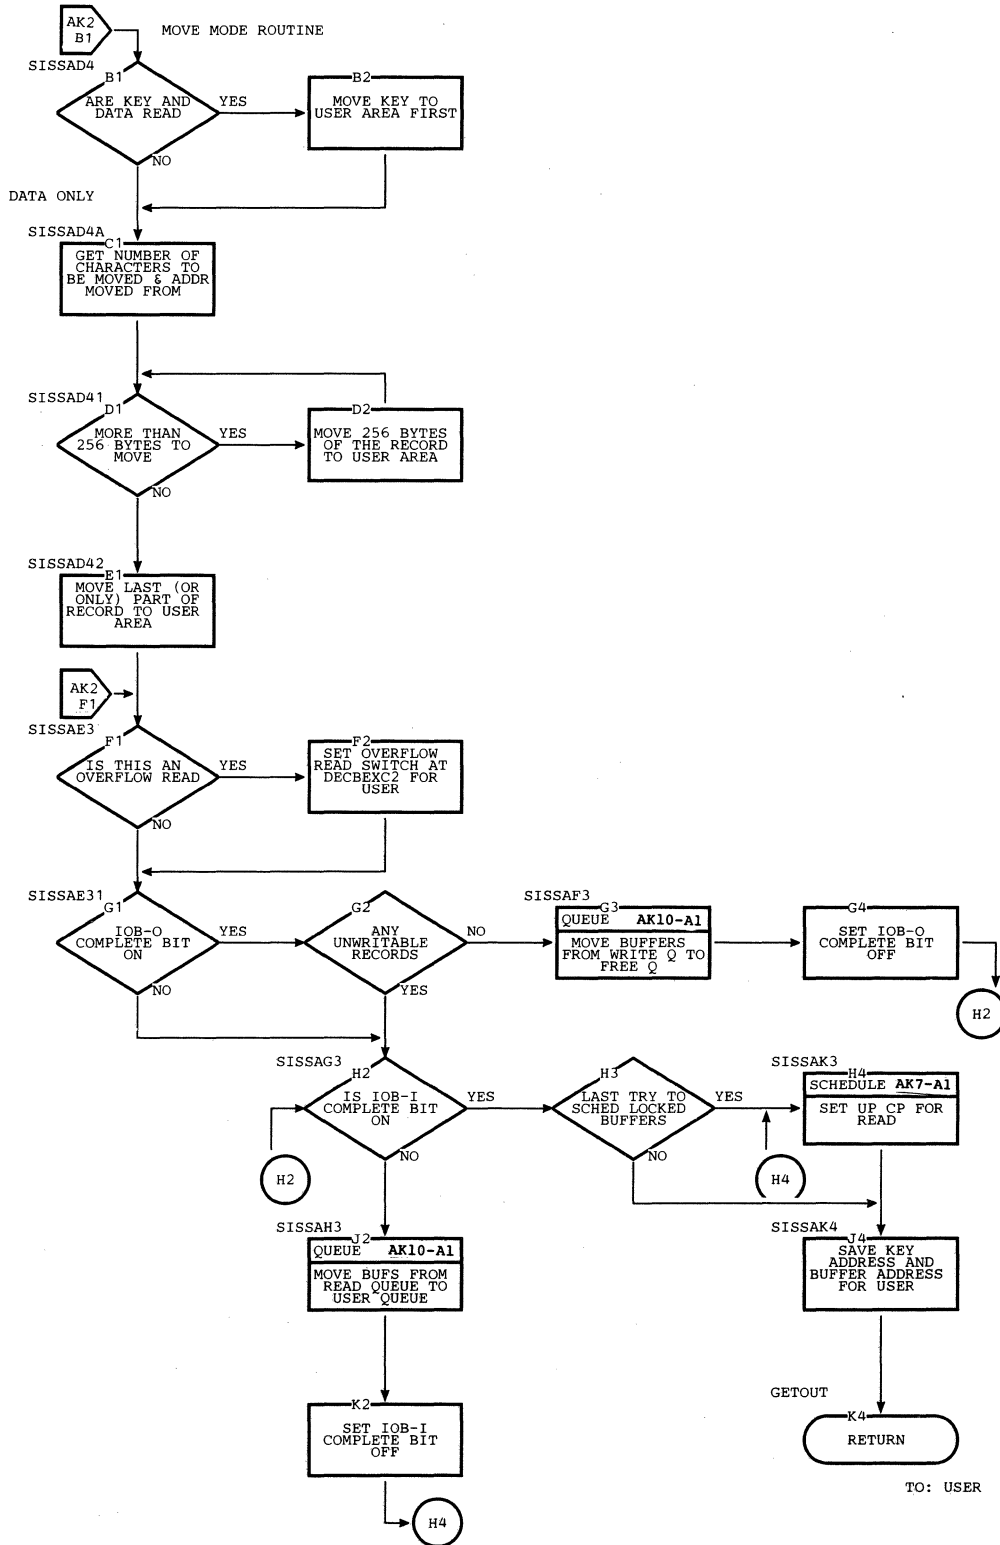 AK2
B1
MOVE MODE ROUTINE
SISSAD4
B1
ARE KEY AND
DATA READ
YES
NO
B2
MOVE KEY TO
USER AREA FIRST
DATA ONLY
SISSAD4A
C1
GET NUMBER OF
CHARACTERS TO
BE MOVED & ADDR
MOVED FROM
SISSAD41
D1
MORE THAN
256 BYTES TO
MOVE
YES
NO
D2
MOVE 256 BYTES
OF THE RECORD
TO USER AREA
SISSAD42
E1
MOVE LAST (OR
ONLY) PART OF
RECORD TO USER
AREA
AK2
F1
SISSAE3
F1
IS THIS AN
OVERFLOW READ
YES
NO
F2
SET OVERFLOW
READ SWITCH AT
DECBEXC2 FOR
USER
SISSAE31
G1
IOB-O
COMPLETE BIT
ON
YES
NO
G2
ANY
UNWRITABLE
RECORDS
NO
YES
SISSAF3
G3
QUEUE AK10-A1
MOVE BUFFERS
FROM WRITE Q TO
FREE Q
G4
SET IOB-O
COMPLETE BIT
OFF
H2
SISSAG3
H2
IS IOB-I
COMPLETE BIT
ON
YES
NO
H2
H3
LAST TRY TO
SCHED LOCKED
BUFFERS
YES
NO
H4
SISSAK3
H4
SCHEDULE AK7-A1
SET UP CP FOR
READ
SISSAH3
J2
QUEUE AK10-A1
MOVE BUFS FROM
READ QUEUE TO
USER QUEUE
SISSAK4
J4
SAVE KEY
ADDRESS AND
BUFFER ADDRESS
FOR USER
K2
SET IOB-I
COMPLETE BIT
OFF
H4
GETOUT
K4
RETURN
TO: USER